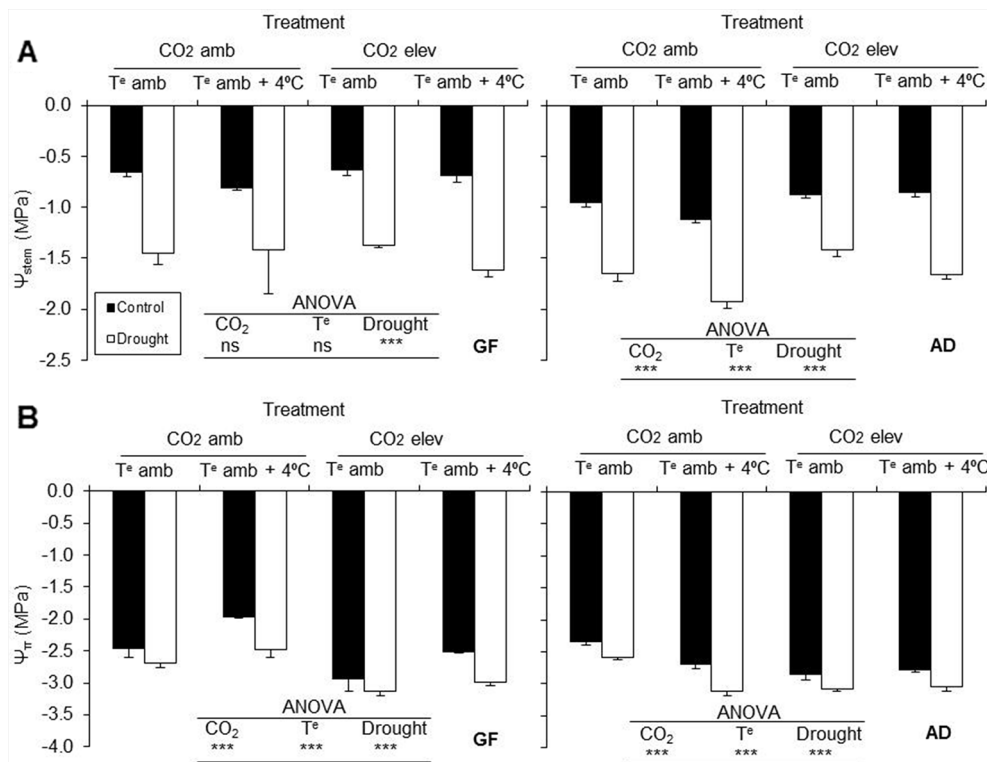 A
Treatment
CO2 amb CO2 elev
Tᵉ amb Tᵉ amb + 4ºC Tᵉ amb Tᵉ amb + 4ºC
0.0
-0.5
-1.0
-1.5
-2.0
-2.5
Ψstem (MPa)
Control
Drought
ANOVA
CO₂ Tᵉ Drought
ns ns ***
GF
Treatment
CO2 amb CO2 elev
Tᵉ amb Tᵉ amb + 4ºC Tᵉ amb Tᵉ amb + 4ºC
ANOVA
CO₂ Tᵉ Drought
*** *** ***
AD
B
Treatment
CO2 amb CO2 elev
Tᵉ amb Tᵉ amb + 4ºC Tᵉ amb Tᵉ amb + 4ºC
0.0
-0.5
-1.0
-1.5
-2.0
-2.5
-3.0
-3.5
-4.0
Ψπ (MPa)
ANOVA
CO₂ Tᵉ Drought
*** *** ***
GF
Treatment
CO2 amb CO2 elev
Tᵉ amb Tᵉ amb + 4ºC Tᵉ amb Tᵉ amb + 4ºC
ANOVA
CO₂ Tᵉ Drought
*** *** ***
AD